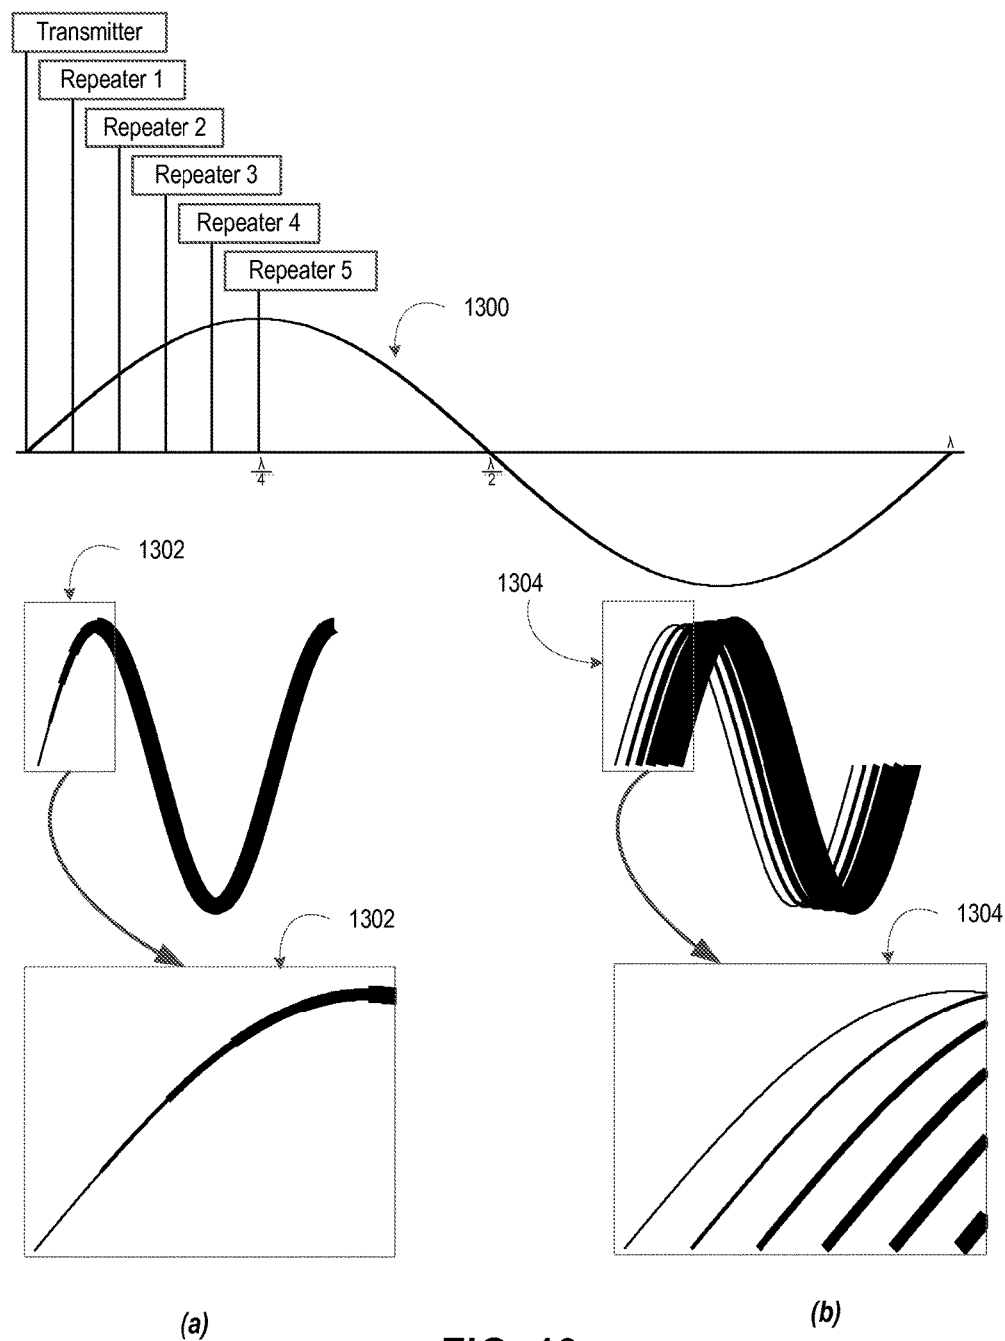 Transmitter
Repeater 1
Repeater 2
Repeater 3
Repeater 4
Repeater 5
1300
λ
λ/4
λ/2
1302
1304
1302
1304
(a)
(b)